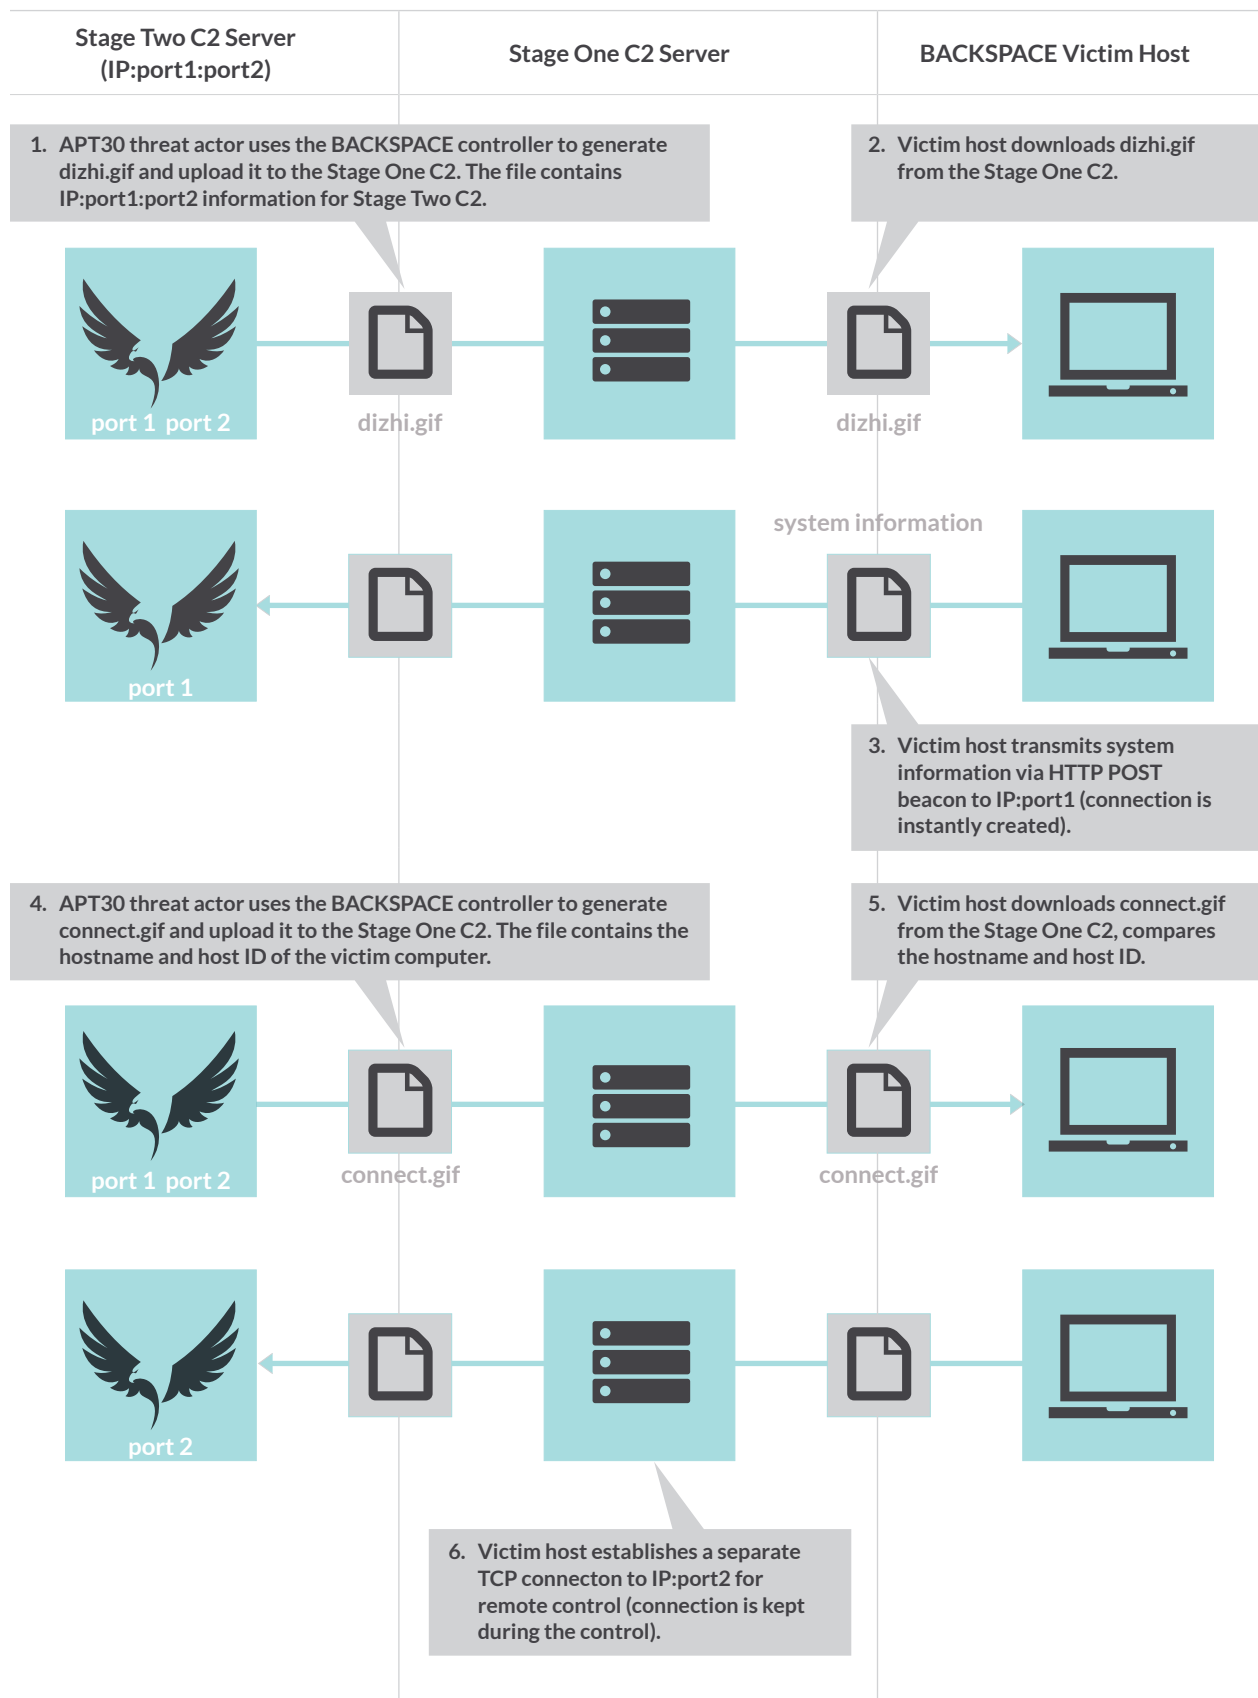 Stage Two C2 Server
(IP:port1:port2)
Stage One C2 Server
BACKSPACE Victim Host
1. APT30 threat actor uses the BACKSPACE controller to generate
dizhi.gif and upload it to the Stage One C2. The file contains
IP:port1:port2 information for Stage Two C2.
2. Victim host downloads dizhi.gif
from the Stage One C2.
port 1 port 2
dizhi.gif
dizhi.gif
system information
port 1
3. Victim host transmits system
information via HTTP POST
beacon to IP:port1 (connection is
instantly created).
4. APT30 threat actor uses the BACKSPACE controller to generate
connect.gif and upload it to the Stage One C2. The file contains the
hostname and host ID of the victim computer.
5. Victim host downloads connect.gif
from the Stage One C2, compares
the hostname and host ID.
port 1 port 2
connect.gif
connect.gif
port 2
6. Victim host establishes a separate
TCP connecton to IP:port2 for
remote control (connection is kept
during the control).